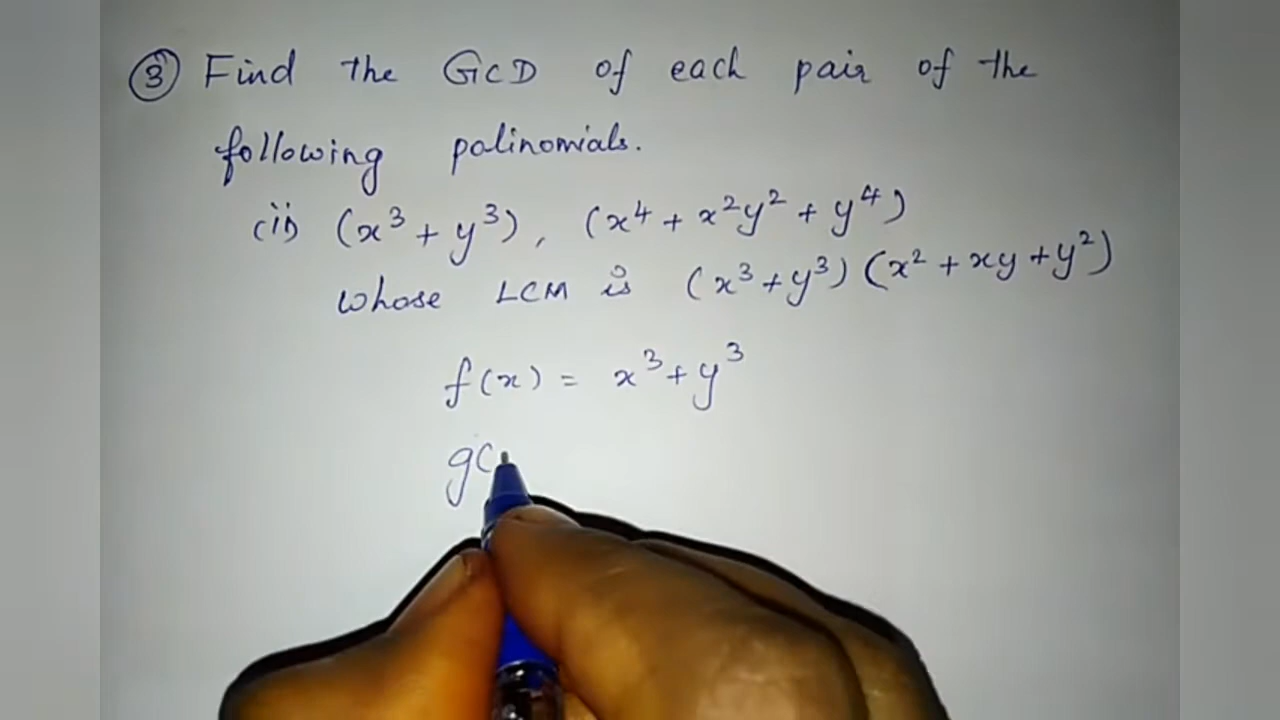 ③ Find the GCD of each pair of the
following palinomials.
(ii) (x³ + y³), (x⁴ + x²y² + y⁴)
whose LCM is (x³ + y³) (x² + xy + y²)
f(x) = x³ + y³
g(